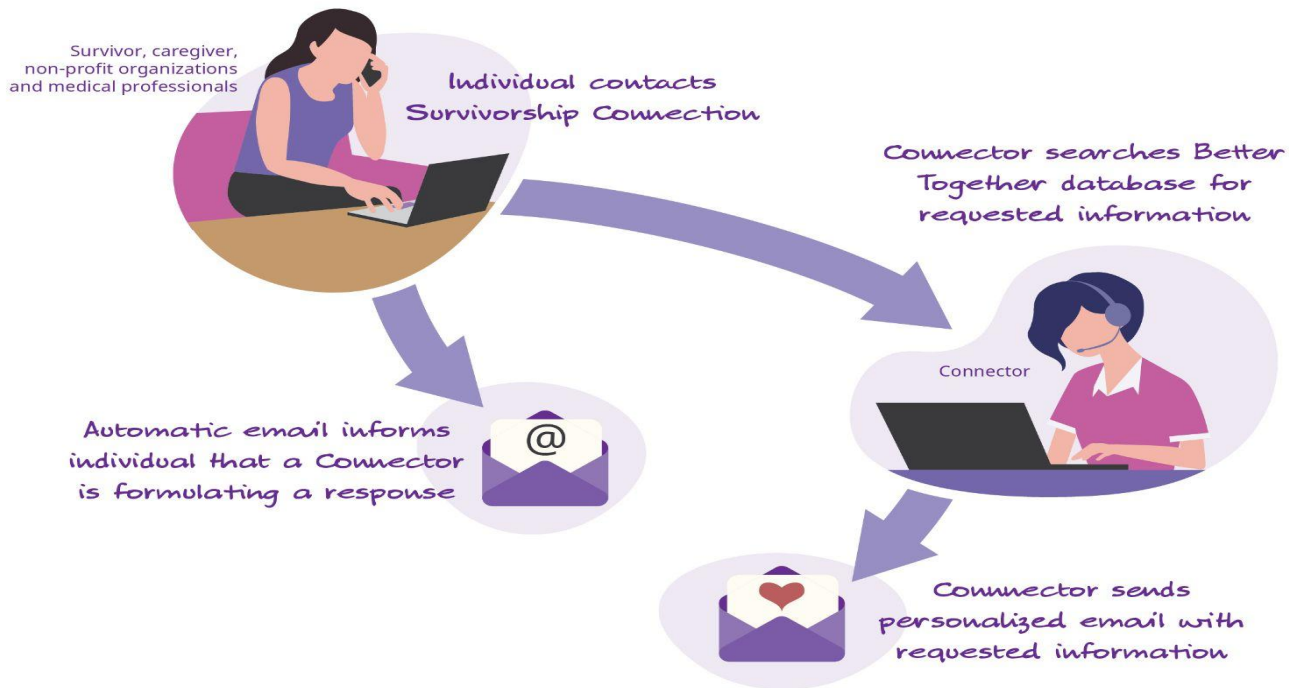 Survivor, caregiver,
non-profit organizations
and medical professionals
Individual contacts
Survivorship Connection
Connector searches Better
Together database for
requested information
Connector
Automatic email informs
individual that a Connector
is formulating a response
@
Connnector sends
personalized email with
requested information